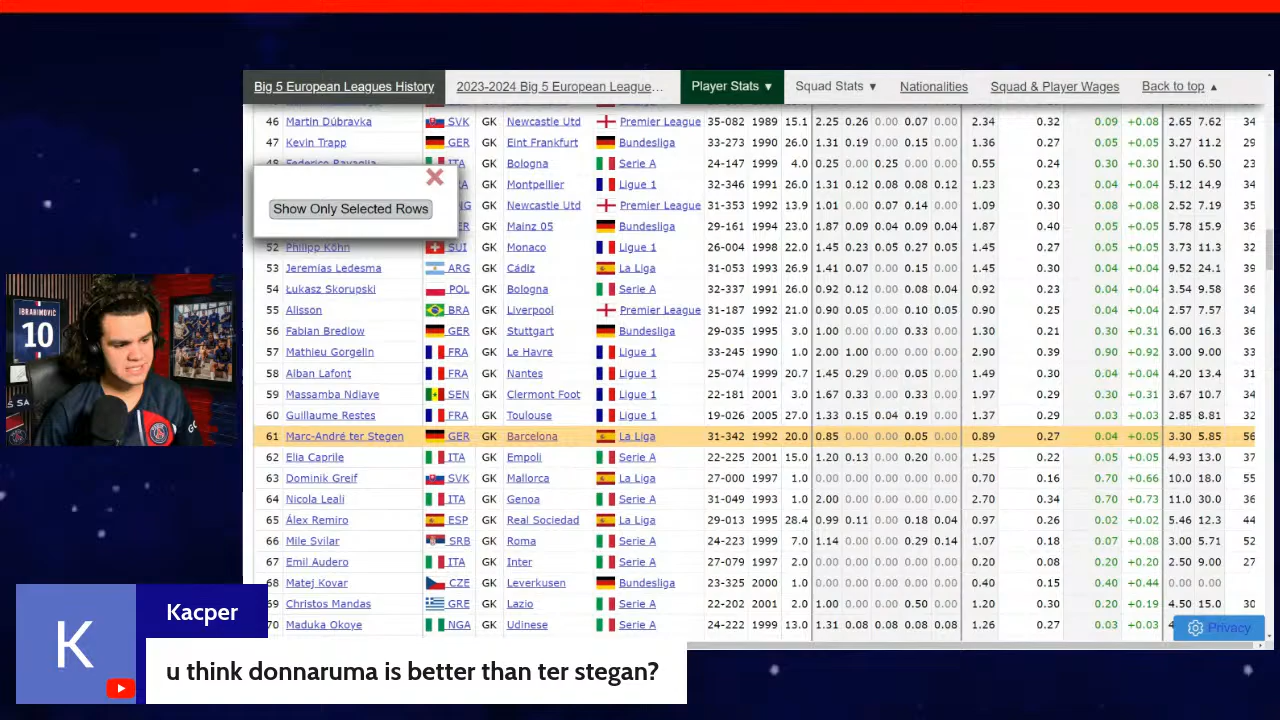 Big 5 European Leagues History 2023-2024 Big 5 European League… Player Stats ▼ Squad Stats ▼ Nationalities Squad & Player Wages Back to top ▲
46 Martin Dúbravka SVK GK Newcastle Utd Premier League 35-082 1989 15.1 2.25 0.26 0.00 0.07 0.00 2.34 0.32 0.09 +0.08 2.65 7.62 34
47 Kevin Trapp GER GK Eint Frankfurt Bundesliga 33-273 1990 26.0 1.31 0.19 0.00 0.15 0.00 1.36 0.27 0.05 +0.05 3.27 11.2 29
48 Federico Ravaglia ITA GK Bologna Serie A 24-147 1999 4.0 0.25 0.00 0.25 0.00 0.00 0.55 0.24 0.30 +0.30 1.50 6.50 23
RA GK Montpellier Ligue 1 32-346 1991 26.0 1.31 0.12 0.08 0.08 0.12 1.23 0.23 0.04 +0.04 5.12 14.9 34
NG GK Newcastle Utd Premier League 31-353 1992 13.9 1.01 0.00 0.07 0.14 0.00 1.09 0.30 0.08 +0.08 2.52 7.19 35
ER GK Mainz 05 Bundesliga 29-161 1994 23.0 1.87 0.09 0.04 0.09 0.04 1.87 0.40 0.05 +0.05 5.78 15.9 36
Show Only Selected Rows
52 Philipp Köhn SUI GK Monaco Ligue 1 26-004 1998 22.0 1.45 0.23 0.05 0.27 0.05 1.45 0.27 0.05 +0.05 3.73 11.3 32
53 Jeremías Ledesma ARG GK Cádiz La Liga 31-053 1993 26.9 1.41 0.07 0.00 0.15 0.00 1.45 0.30 0.04 +0.04 9.52 24.1 39
54 Łukasz Skorupski POL GK Bologna Serie A 32-337 1991 26.0 0.92 0.12 0.00 0.08 0.04 0.92 0.25 0.04 +0.04 3.54 9.58 23
55 Alisson BRA GK Liverpool Premier League 31-187 1992 21.0 0.90 0.05 0.00 0.10 0.05 0.90 0.25 0.04 +0.04 2.57 7.57 34
56 Fabian Bredlow GER GK Stuttgart Bundesliga 29-035 1995 3.0 1.00 0.00 0.00 0.33 0.00 1.30 0.21 0.30 +0.31 6.00 16.3 36
57 Mathieu Gorgelin FRA GK Le Havre Ligue 1 33-245 1990 1.0 2.00 1.00 0.00 0.00 0.00 2.90 0.39 0.90 +0.92 3.00 9.00 33
58 Alban Lafont FRA GK Nantes Ligue 1 25-074 1999 20.7 1.45 0.29 0.05 0.00 0.00 1.49 0.29 0.04 +0.04 4.20 13.4 31
59 Massamba Ndiaye SEN GK Clermont Foot Ligue 1 22-181 2001 3.0 1.67 0.33 0.00 0.33 0.00 1.97 0.29 0.30 +0.31 3.67 10.7 34
60 Guillaume Restes FRA GK Toulouse Ligue 1 19-026 2005 27.0 1.33 0.15 0.04 0.19 0.00 1.37 0.29 0.03 +0.03 2.85 8.81 32
61 Marc-André ter Stegen GER GK Barcelona La Liga 31-342 1992 20.0 0.85 0.00 0.00 0.05 0.00 0.89 0.27 0.04 +0.05 3.30 5.85 56
62 Elia Caprile ITA GK Empoli Serie A 22-225 2001 15.0 1.20 0.13 0.00 0.20 0.00 1.25 0.22 0.05 +0.05 4.93 13.0 37
63 Dominik Greif SVK GK Mallorca La Liga 27-000 1997 1.0 0.00 0.00 0.00 0.00 0.00 0.70 0.16 0.70 +0.66 10.0 18.0 55
64 Nicola Leali ITA GK Genoa Serie A 31-049 1993 1.0 2.00 0.00 0.00 0.00 0.00 2.70 0.34 0.70 +0.73 11.0 30.0 36
65 Álex Remiro ESP GK Real Sociedad La Liga 29-013 1995 28.4 0.99 0.11 0.00 0.18 0.04 0.97 0.26 0.02 +0.02 5.46 12.3 44
66 Mile Svilar SRB GK Roma Serie A 24-223 1999 7.0 1.14 0.00 0.00 0.29 0.14 1.07 0.18 0.07 +0.08 3.00 5.71 52
67 Emil Audero ITA GK Inter Serie A 27-079 1997 2.0 0.00 0.00 0.00 0.00 0.00 0.20 0.08 0.20 +0.20 2.50 9.00 27
68 Matej Kovar CZE GK Leverkusen Bundesliga 23-325 2000 1.0 0.00 0.00 0.00 0.00 0.00 0.40 0.15 0.40 +0.44 0.00 0.00
69 Christos Mandas GRE GK Lazio Serie A 22-202 2001 2.0 1.00 0.00 0.00 0.50 0.00 1.20 0.30 0.20 +0.19 4.50 15.0 30
70 Maduka Okoye NGA GK Udinese Serie A 24-222 1999 13.0 1.31 0.08 0.08 0.08 0.08 1.26 0.27 0.03 +0.03
Privacy
IBRAHIMOVIĆ
10
K
Kacper
u think donnaruma is better than ter stegan?